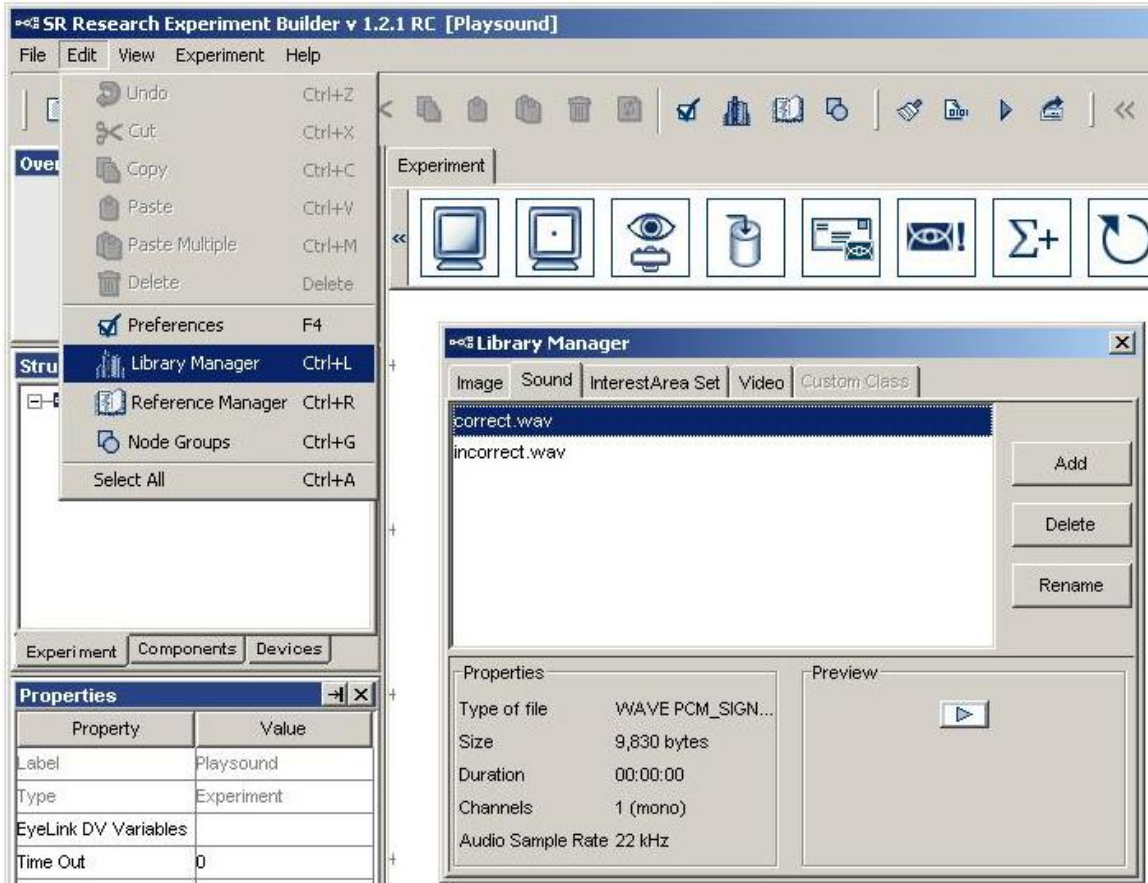 SR Research Experiment Builder v 1.2.1 RC [Playsound]
File Edit View Experiment Help
Undo Ctrl+Z
Cut Ctrl+X
Copy Ctrl+C
Paste Ctrl+V
Paste Multiple Ctrl+M
Delete Delete
Preferences F4
Library Manager Ctrl+L
Reference Manager Ctrl+R
Node Groups Ctrl+G
Select All Ctrl+A
Over
Stru
Experiment
Σ+
Library Manager
Image Sound InterestArea Set Video Custom Class
correct.wav
incorrect.wav
Add
Delete
Rename
Experiment Components Devices
Properties
Property Value
Label Playsound
Type Experiment
EyeLink DV Variables
Time Out 0
Properties
Type of file WAVE PCM_SIGN...
Size 9,830 bytes
Duration 00:00:00
Channels 1 (mono)
Audio Sample Rate 22 kHz
Preview